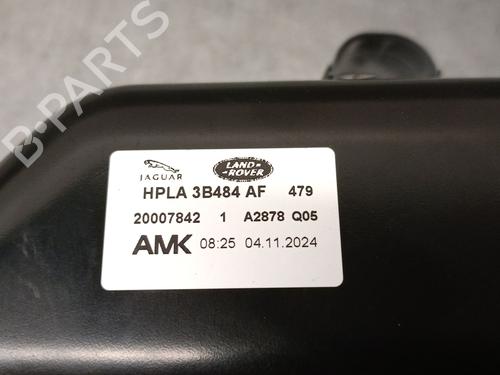 B-PARTS
JAGUAR
LAND ROVER
HPLA 3B484 AF 479
20007842 1 A2878 Q05
AMK 08:25 04.11.2024